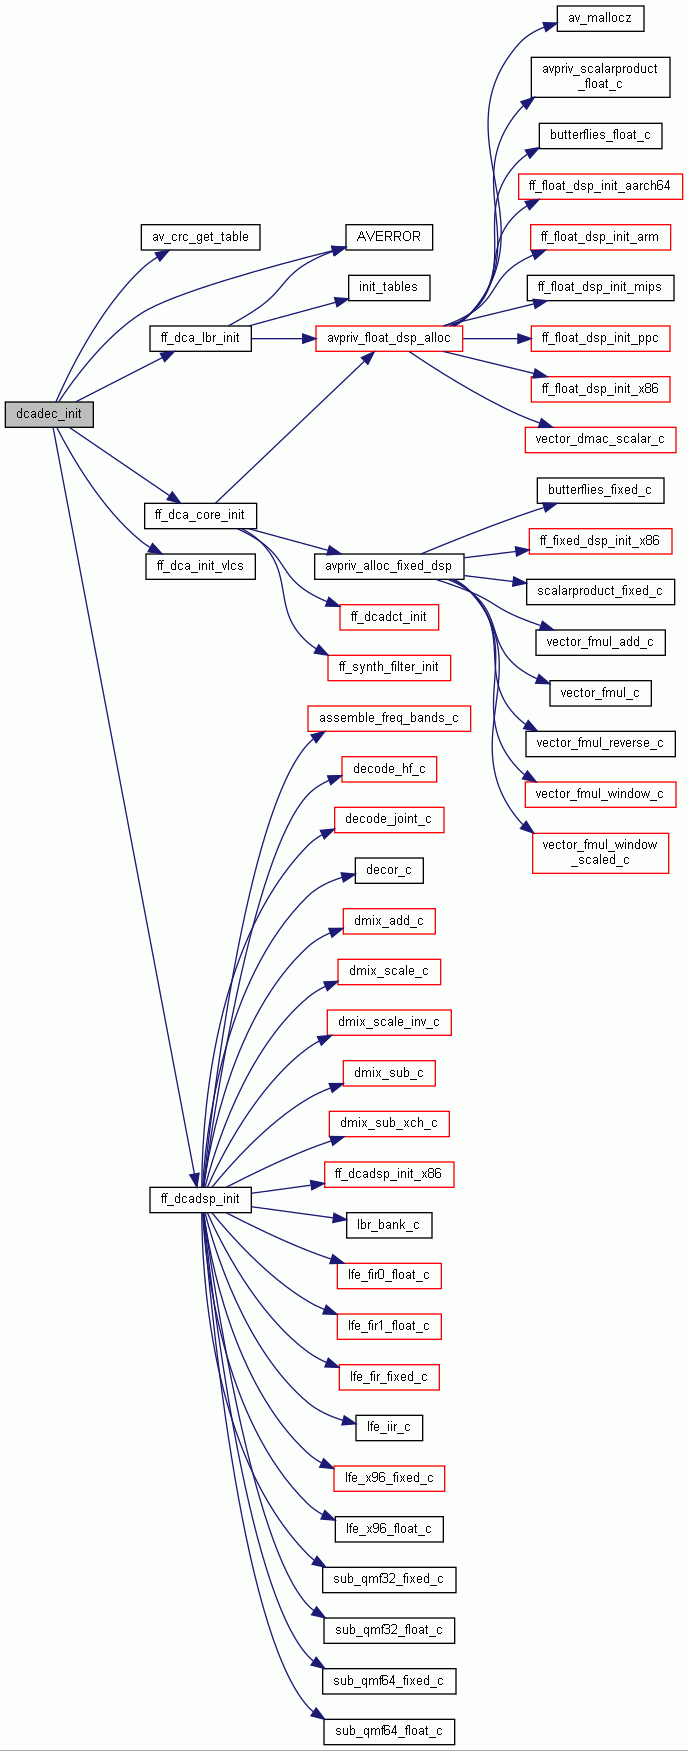 av_mallocz
avpriv_scalarproduct
_float_c
butterflies_float_c
ff_float_dsp_init_aarch64
av_crc_get_table
AVERROR
ff_float_dsp_init_arm
init_tables
ff_float_dsp_init_mips
ff_dca_lbr_init
avpriv_float_dsp_alloc
ff_float_dsp_init_ppc
ff_float_dsp_init_x86
dcadec_init
vector_dmac_scalar_c
butterflies_fixed_c
ff_dca_core_init
ff_fixed_dsp_init_x86
ff_dca_init_vlcs
avpriv_alloc_fixed_dsp
scalarproduct_fixed_c
ff_dcadct_init
vector_fmul_add_c
ff_synth_filter_init
vector_fmul_c
assemble_freq_bands_c
vector_fmul_reverse_c
decode_hf_c
vector_fmul_window_c
decode_joint_c
vector_fmul_window
_scaled_c
decor_c
dmix_add_c
dmix_scale_c
dmix_scale_inv_c
dmix_sub_c
dmix_sub_xch_c
ff_dcadsp_init_x86
ff_dcadsp_init
lbr_bank_c
lfe_fir0_float_c
lfe_fir1_float_c
lfe_fir_fixed_c
lfe_iir_c
lfe_x96_fixed_c
lfe_x96_float_c
sub_qmf32_fixed_c
sub_qmf32_float_c
sub_qmf64_fixed_c
sub_qmf64_float_c